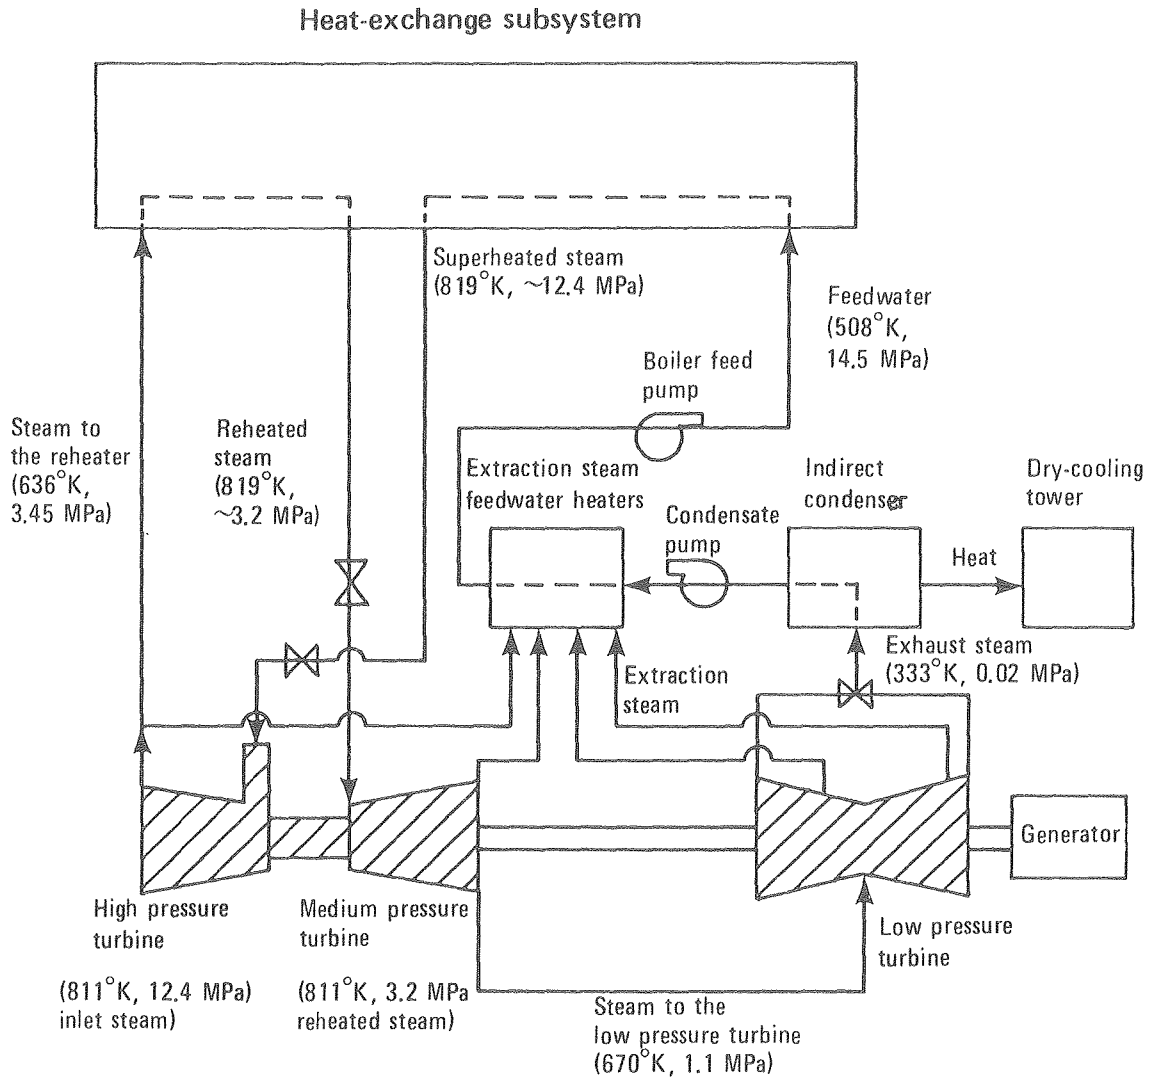 Heat-exchange subsystem
Superheated steam
(819°K, ~12.4 MPa)
Feedwater
(508°K,
14.5 MPa)
Boiler feed
pump
Steam to
the reheater
(636°K,
3.45 MPa)
Reheated
steam
(819°K,
~3.2 MPa)
Extraction steam
feedwater heaters
Condensate
pump
Indirect
condenser
Dry-cooling
tower
Heat
Exhaust steam
(333°K, 0.02 MPa)
Extraction
steam
Generator
High pressure
turbine
(811°K, 12.4 MPa)
inlet steam)
Medium pressure
turbine
(811°K, 3.2 MPa
reheated steam)
Low pressure
turbine
Steam to the
low pressure turbine
(670°K, 1.1 MPa)